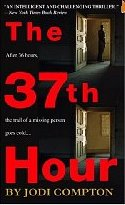 "AN INTELLIGENT AND CHALLENGING THRILLER."
—New York Times Book Review
The
After 36 hours,
37th
the trail of a missing person
goes cold....
Hour
BY JODI COMPTON